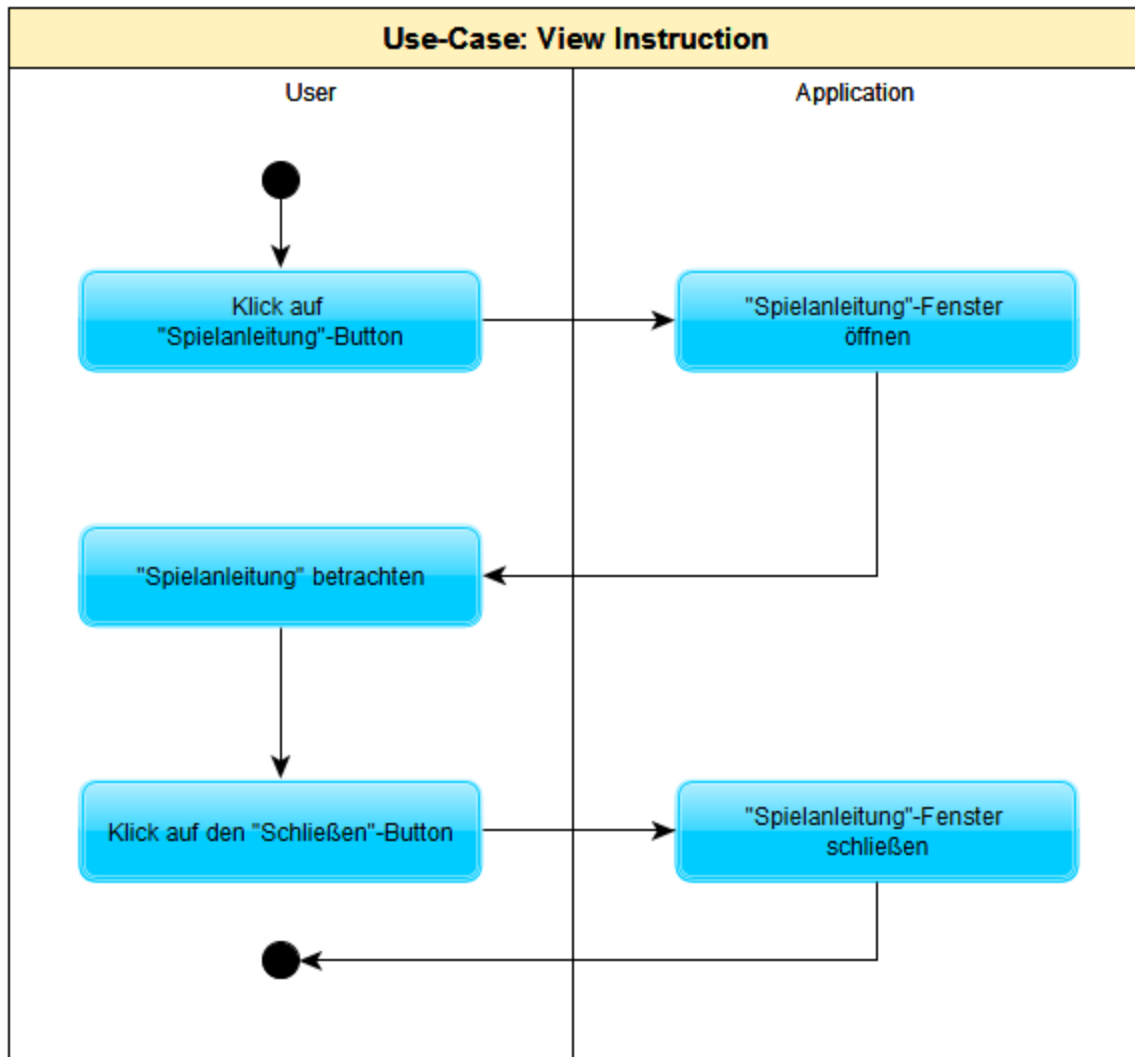 Use-Case: View Instruction
User
Application
Klick auf
"Spielanleitung"-Button
"Spielanleitung"-Fenster
öffnen
"Spielanleitung" betrachten
Klick auf den "Schließen"-Button
"Spielanleitung"-Fenster
schließen